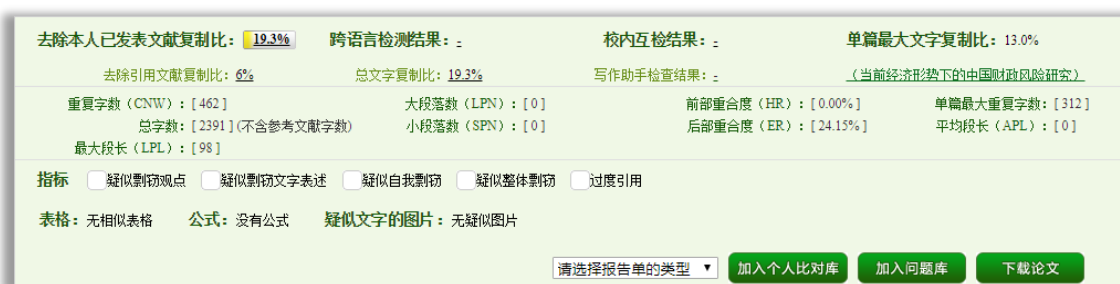 去除本人已发表文献复制比： 19.3% 跨语言检测结果：- 校内互检结果：- 单篇最大文字复制比：13.0%
去除引用文献复制比：6% 总文字复制比：19.3% 写作助手检查结果：- （当前经济形势下的中国财政风险研究）
重复字数（CNW）：[462] 大段落数（LPN）：[0] 前部重合度（HR）：[0.00%] 单篇最大重复字数：[312]
总字数：[2391](不含参考文献字数) 小段落数（SPN）：[0] 后部重合度（ER）：[24.15%] 平均段长（APL）：[0]
最大段长（LPL）：[98]
指标 疑似剽窃观点 疑似剽窃文字表述 疑似自我剽窃 疑似整体剽窃 过度引用
表格：无相似表格 公式：没有公式 疑似文字的图片：无疑似图片
请选择报告单的类型 加入个人比对库 加入问题库 下载论文